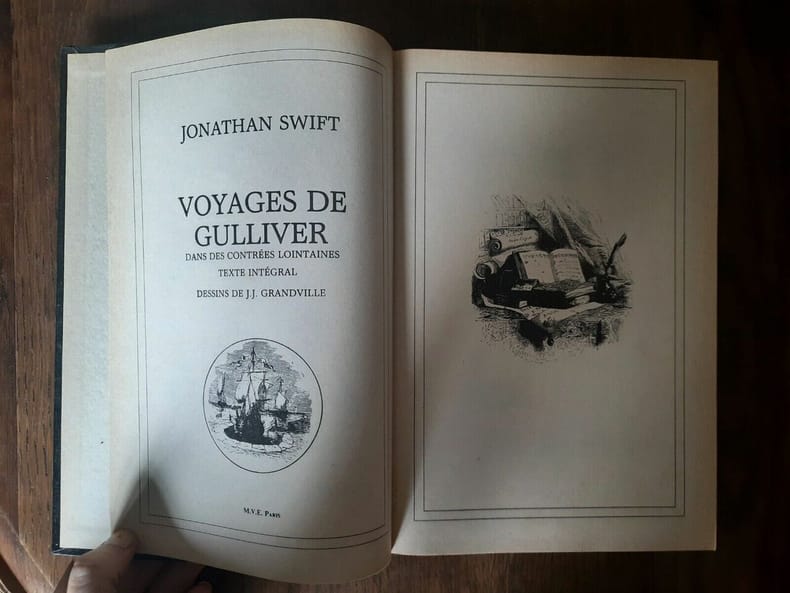 JONATHAN SWIFT
VOYAGES DE
GULLIVER
DANS DES CONTRÉES LOINTAINES
TEXTE INTÉGRAL
DESSINS DE J.J. GRANDVILLE
M.V.E. PARIS